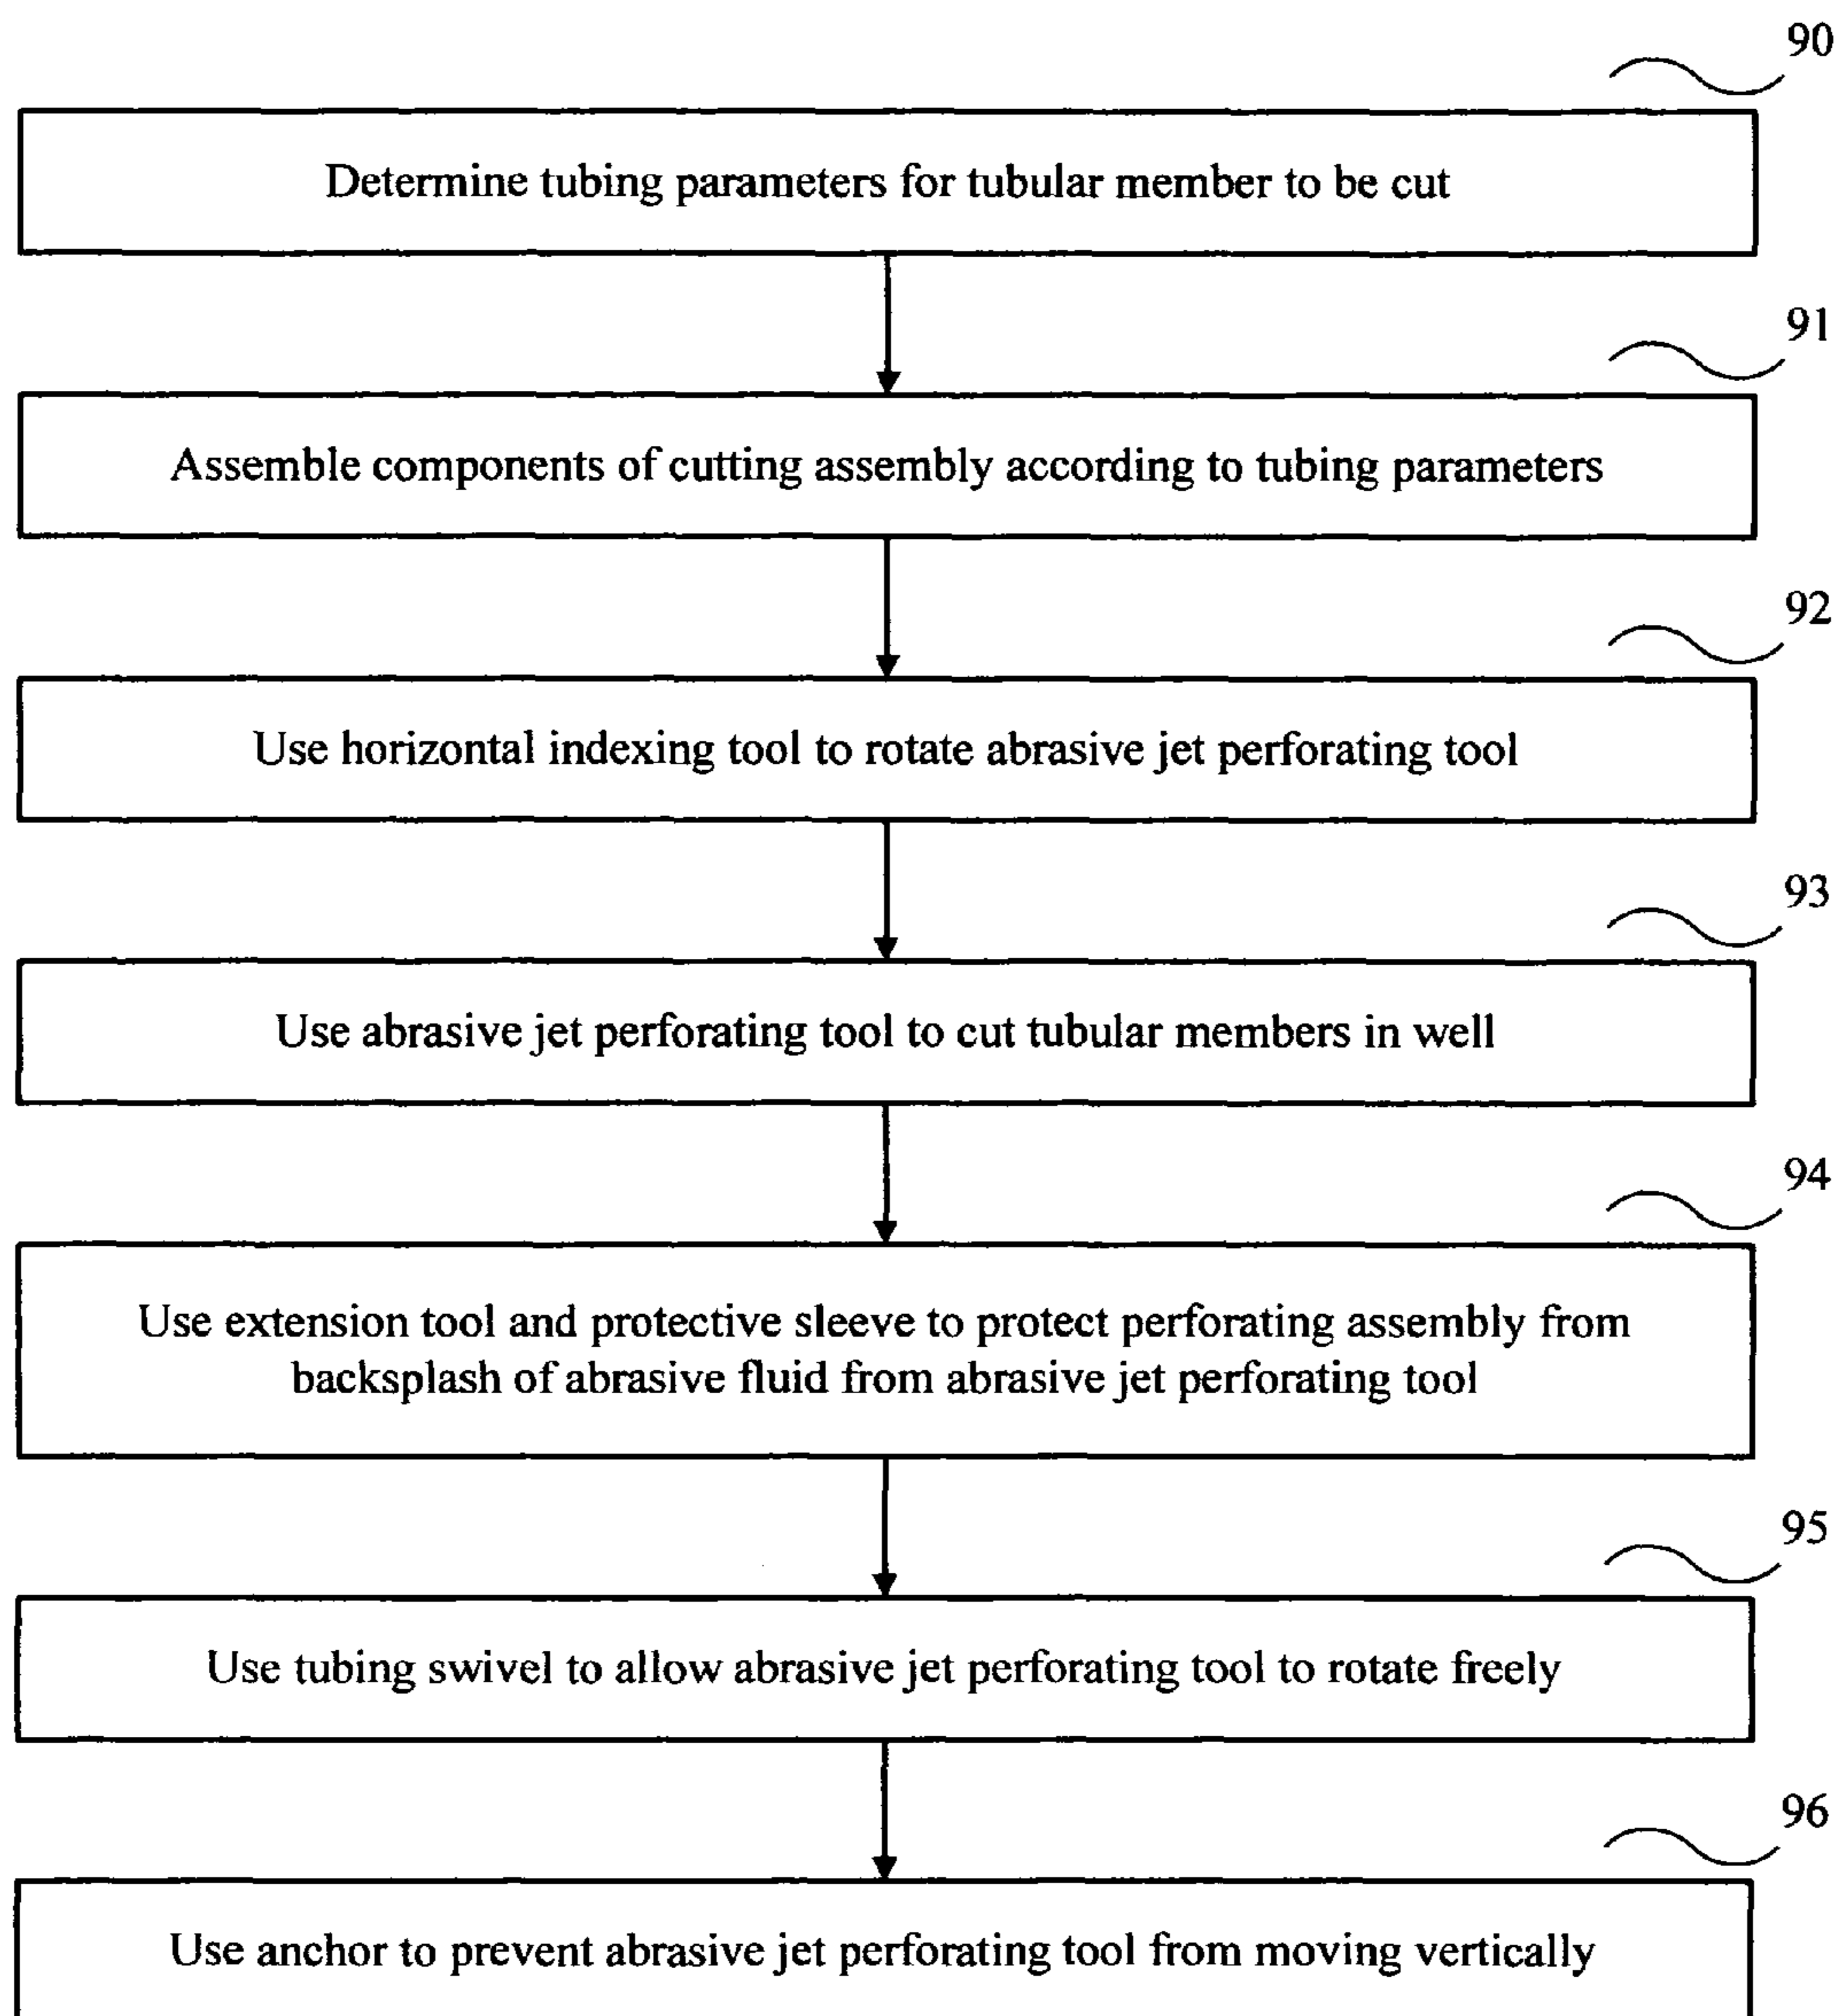 90
Determine tubing parameters for tubular member to be cut
91
Assemble components of cutting assembly according to tubing parameters
92
Use horizontal indexing tool to rotate abrasive jet perforating tool
93
Use abrasive jet perforating tool to cut tubular members in well
94
Use extension tool and protective sleeve to protect perforating assembly from
backsplash of abrasive fluid from abrasive jet perforating tool
95
Use tubing swivel to allow abrasive jet perforating tool to rotate freely
96
Use anchor to prevent abrasive jet perforating tool from moving vertically